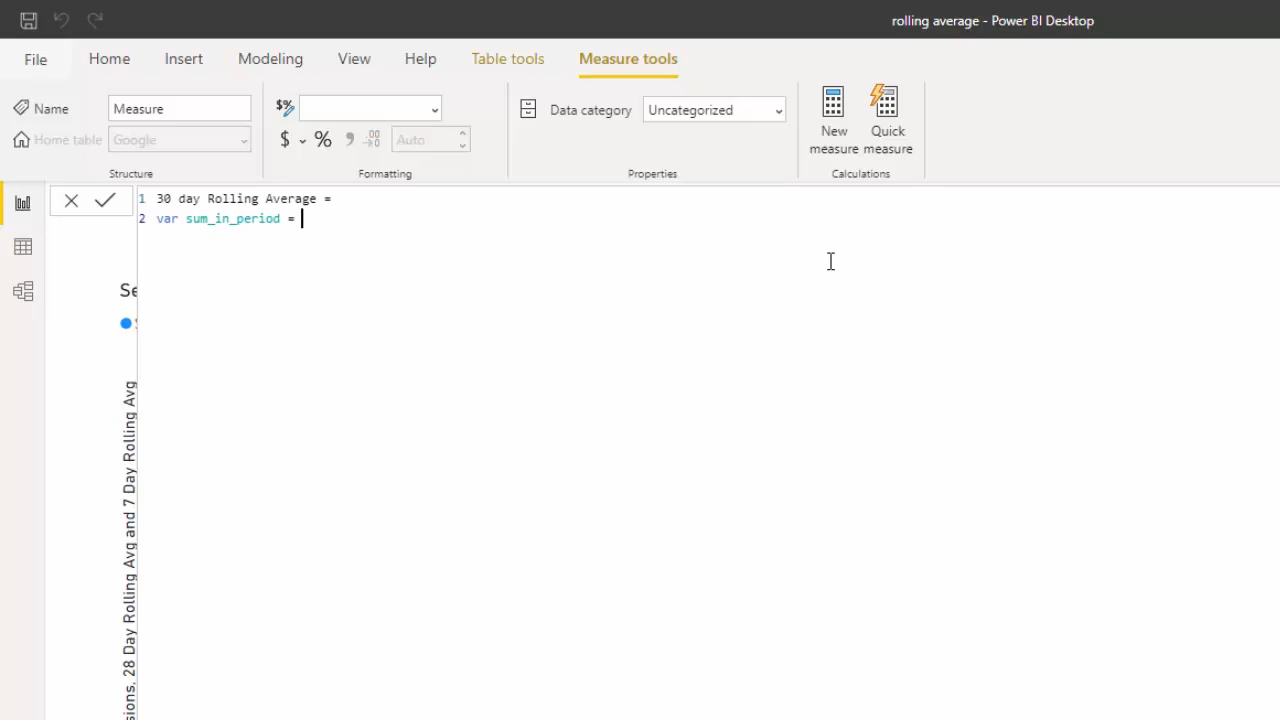 rolling average - Power BI Desktop
File Home Insert Modeling View Help Table tools Measure tools
Name Measure
Home table Google
Structure
$%
$ % 9 .00 Auto
Formatting
Data category Uncategorized
Properties
New measure
Quick measure
Calculations
1 30 day Rolling Average =
2 var sum_in_period =
Se
sions, 28 Day Rolling Avg and 7 Day Rolling Avg